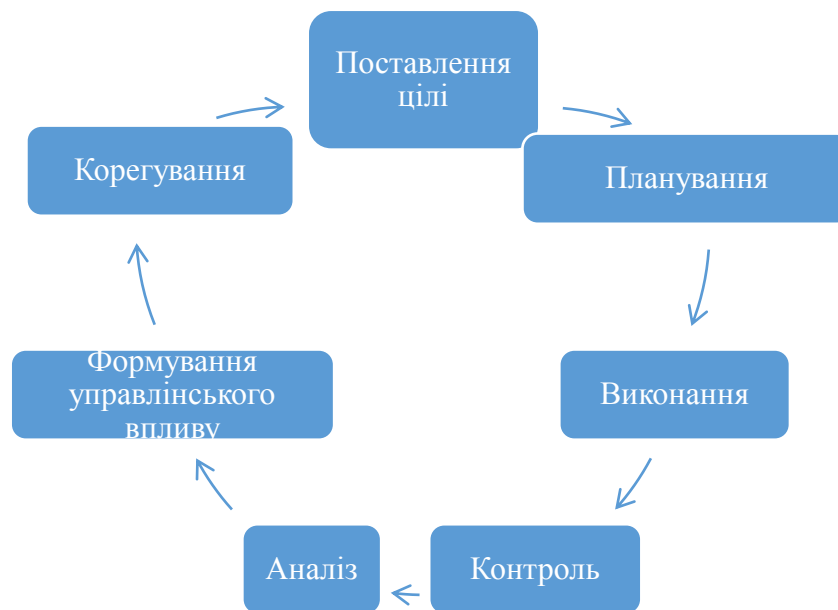 Поставлення
цілі
Планування
Виконання
Контроль
Аналіз
Формування
управлінського
впливу
Корегування